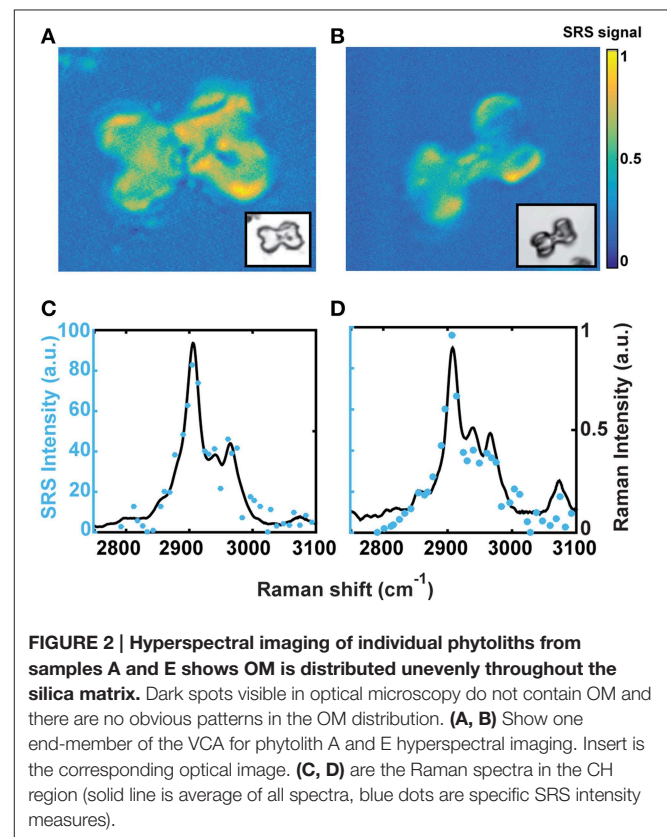 A
B
SRS signal
1
0.5
0
C
D
100
80
60
40
20
0
SRS Intensity (a.u.)
1
0.5
0
Raman Intensity (a.u.)
2800 2900 3000 3100
2800 2900 3000 3100
Raman shift (cm⁻¹)
FIGURE 2 | Hyperspectral imaging of individual phytoliths from
samples A and E shows OM is distributed unevenly throughout the
silica matrix. Dark spots visible in optical microscopy do not contain OM and
there are no obvious patterns in the OM distribution. (A, B) Show one
end-member of the VCA for phytolith A and E hyperspectral imaging. Insert is
the corresponding optical image. (C, D) are the Raman spectra in the CH
region (solid line is average of all spectra, blue dots are specific SRS intensity
measures).